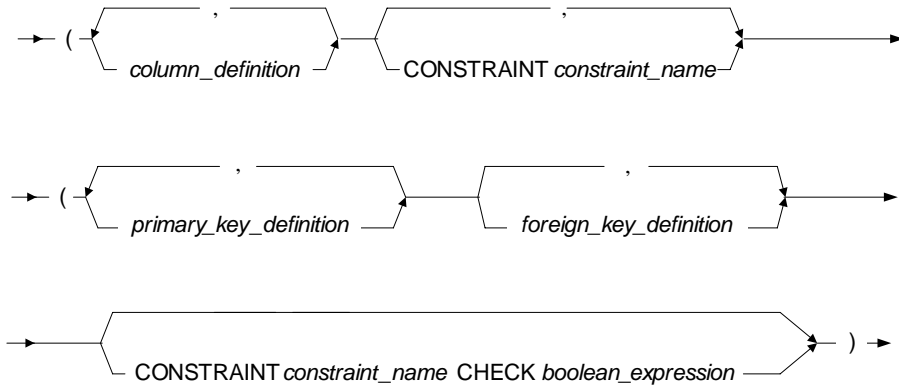 , ,
( column_definition CONSTRAINT constraint_name
, ,
( primary_key_definition foreign_key_definition
CONSTRAINT constraint_name CHECK boolean_expression )